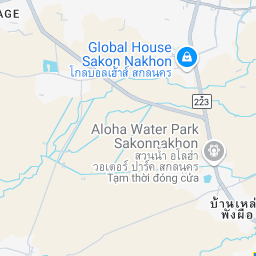 AGE
Global House
Sakon Nakhon
โกลบอลเฮ้าส์ สกลนคร
223
Aloha Water Park
Sakonnakhon
สวนน้ำ อโลฮ่า
วอเตอร์ ปาร์ค สกลนคร
Tạm thời đóng cửa
บ้านเหล่
พังผือ